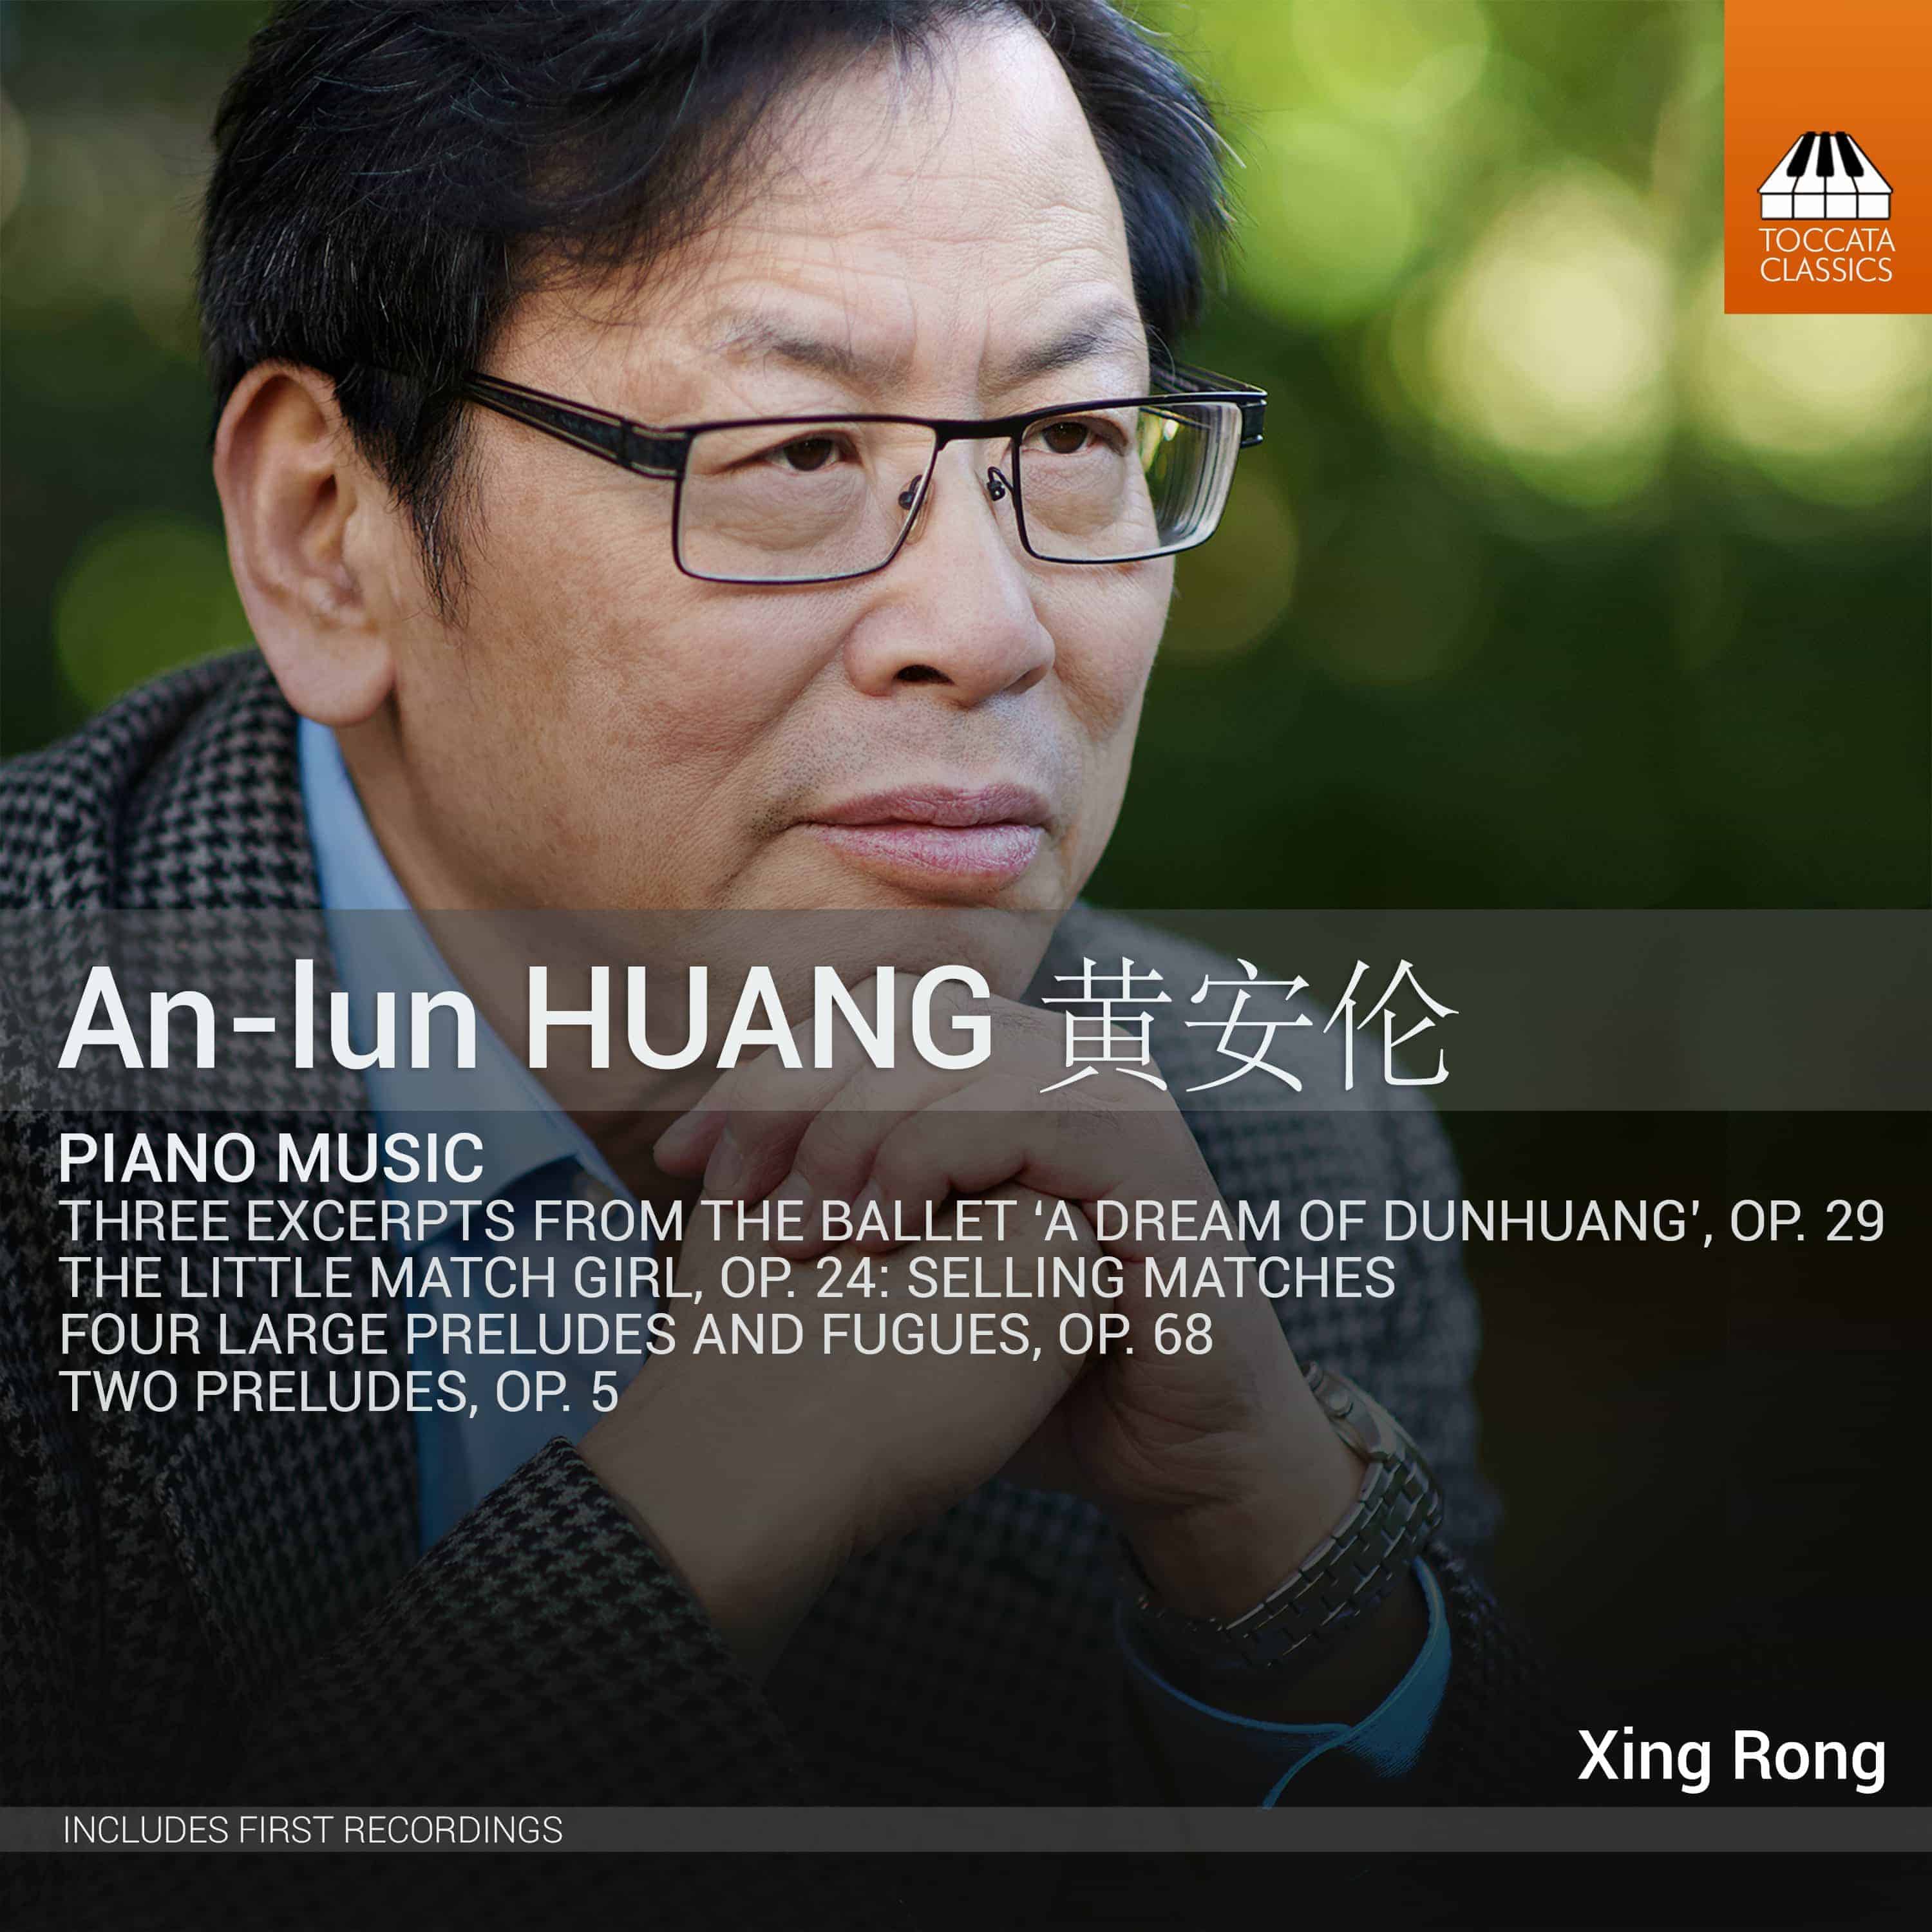 TOCCATA
CLASSICS
An-lun HUANG 黄安伦
PIANO MUSIC
THREE EXCERPTS FROM THE BALLET ‘A DREAM OF DUNHUANG’, OP. 29
THE LITTLE MATCH GIRL, OP. 24: SELLING MATCHES
FOUR LARGE PRELUDES AND FUGUES, OP. 68
TWO PRELUDES, OP. 5
Xing Rong
INCLUDES FIRST RECORDINGS